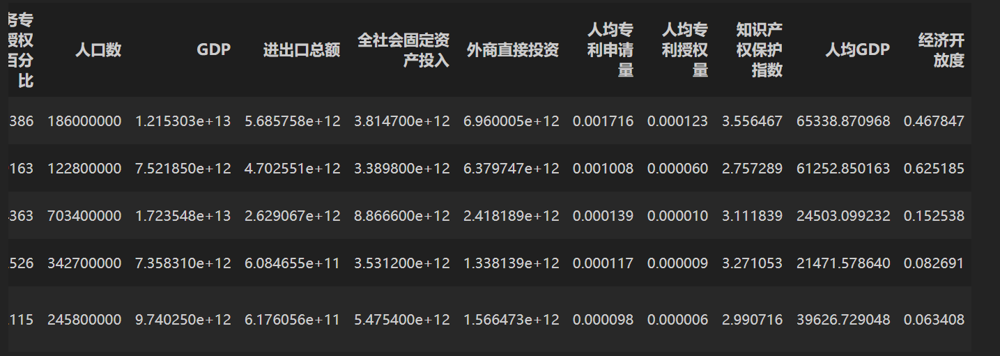 务专
授权
百分
比
人口数
GDP
进出口总额
全社会固定资
产投入
外商直接投资
人均专
利申请
量
人均专
利授权
量
知识产
权保护
指数
人均GDP
经济开
放度
386 186000000 1.215303e+13 5.685758e+12 3.814700e+12 6.960005e+12 0.001716 0.000123 3.556467 65338.870968 0.467847
163 122800000 7.521850e+12 4.702551e+12 3.389800e+12 6.379747e+12 0.001008 0.000060 2.757289 61252.850163 0.625185
363 703400000 1.723548e+13 2.629067e+12 8.866600e+12 2.418189e+12 0.000139 0.000010 3.111839 24503.099232 0.152538
526 342700000 7.358310e+12 6.084655e+11 3.531200e+12 1.338139e+12 0.000117 0.000009 3.271053 21471.578640 0.082691
115 245800000 9.740250e+12 6.176056e+11 5.475400e+12 1.566473e+12 0.000098 0.000006 2.990716 39626.729048 0.063408